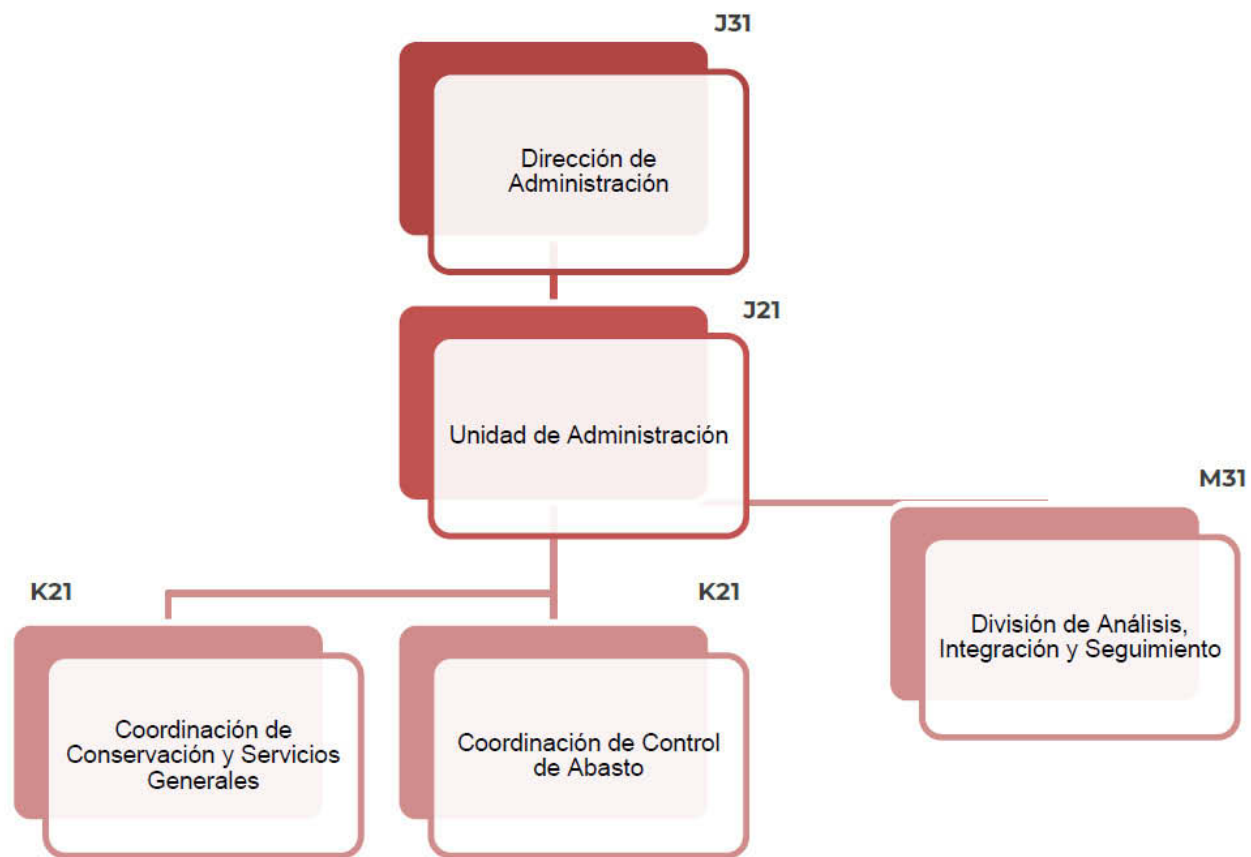 J31
Dirección de
Administración
J21
Unidad de Administración
M31
División de Análisis,
Integración y Seguimiento
K21
Coordinación de
Conservación y Servicios
Generales
K21
Coordinación de Control
de Abasto